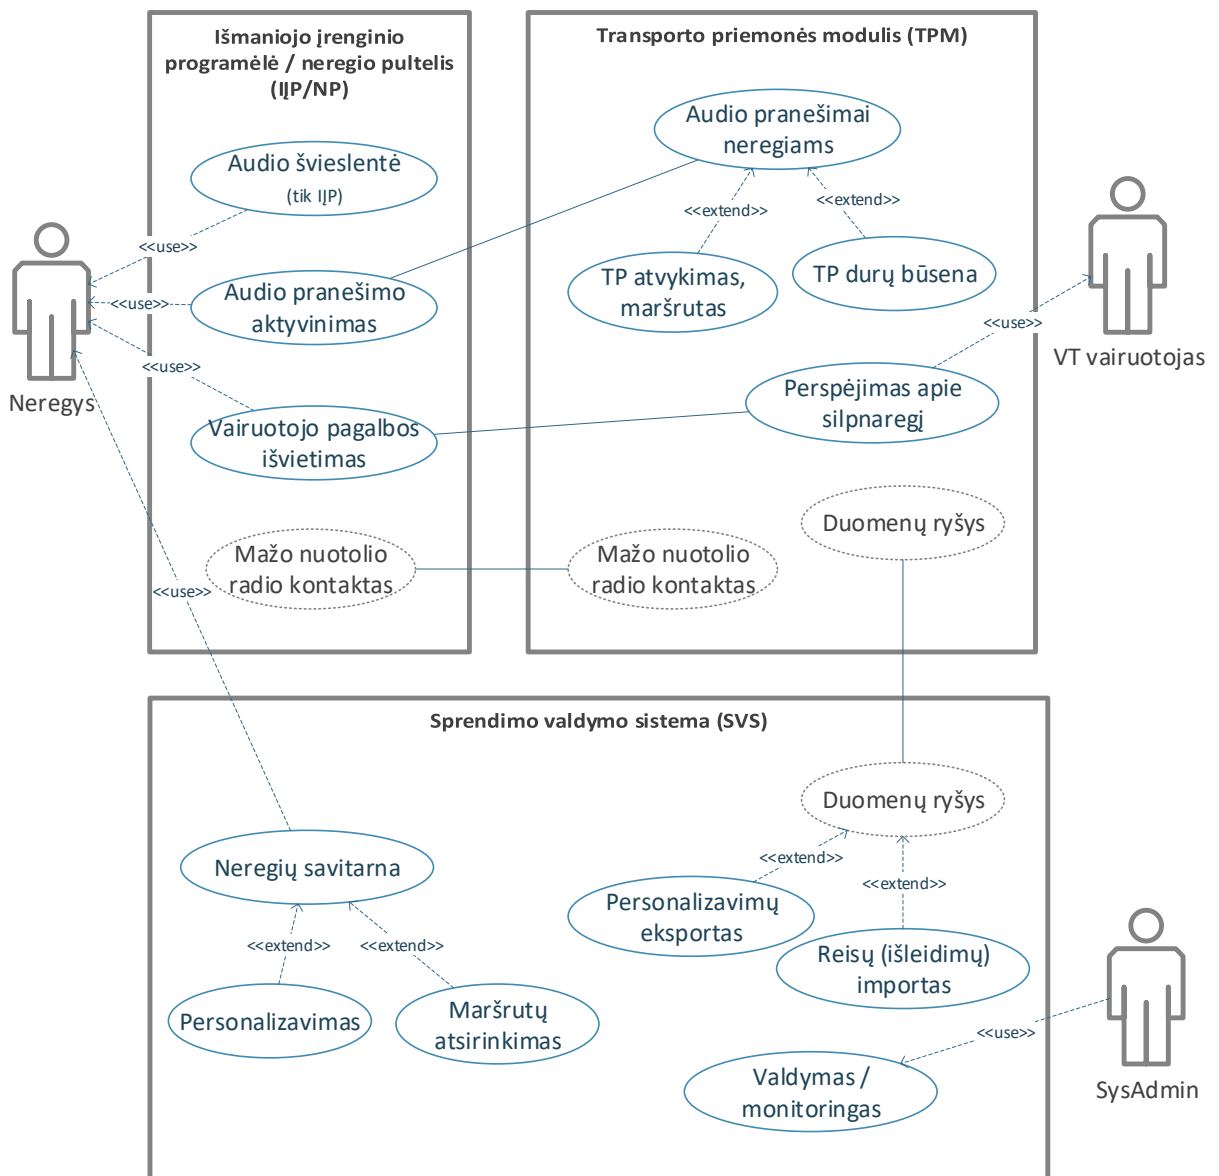 Išmaniojo įrenginio
programėlė / neregio pultelis
(IĮP/NP)
Audio švieslentė
(tik IĮP)
<<use>>
Audio pranešimo
aktyvinimas
<<use>>
<<use>>
Neregys
Vairuotojo pagalbos
išvietimas
Mažo nuotolio
radio kontaktas
<<use>>
Transporto priemonės modulis (TPM)
Audio pranešimai
neregiams
<<extend>>
<<extend>>
TP atvykimas,
maršrutas
TP durų būsena
<<use>>
VT vairuotojas
Perspėjimas apie
silpnaregį
Duomenų ryšys
Mažo nuotolio
radio kontaktas
Sprendimo valdymo sistema (SVS)
Duomenų ryšys
Neregių savitarna
<<extend>>
<<extend>>
Personalizavimas
Maršrutų
atsirinkimas
<<extend>>
<<extend>>
Personalizavimų
eksportas
Reisų (išleidimų)
importas
<<use>>
Valdymas /
monitoringas
SysAdmin